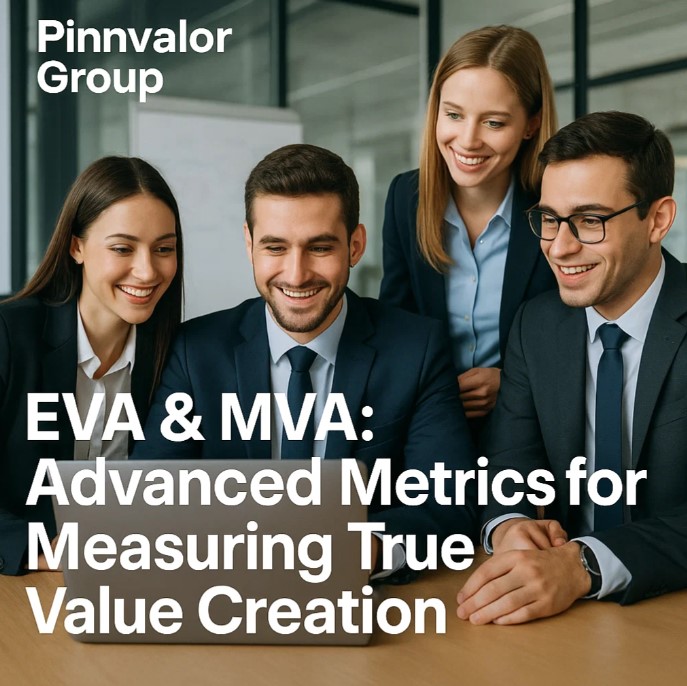 Pinnvalor
Group
EVA & MVA:
Advanced Metrics for
Measuring True
Value Creation